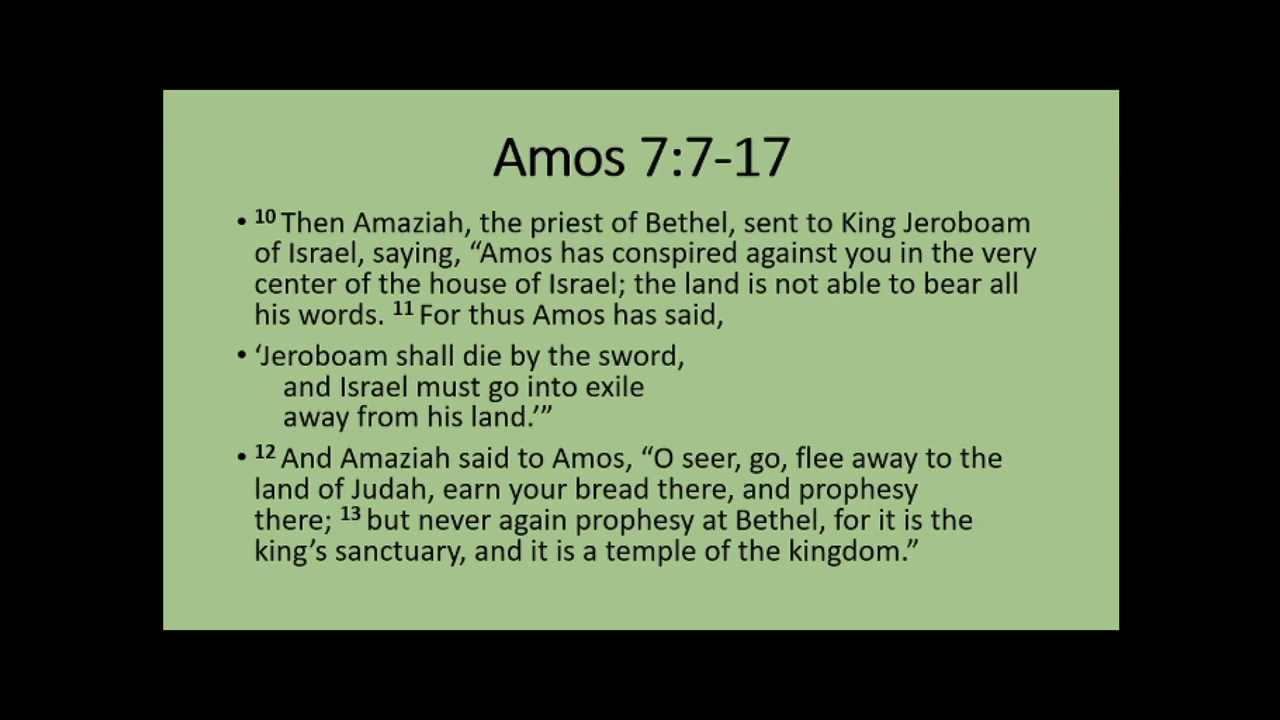 Amos 7:7-17
• 10 Then Amaziah, the priest of Bethel, sent to King Jeroboam
of Israel, saying, “Amos has conspired against you in the very
center of the house of Israel; the land is not able to bear all
his words. 11 For thus Amos has said,
• ‘Jeroboam shall die by the sword,
and Israel must go into exile
away from his land.’”
• 12 And Amaziah said to Amos, “O seer, go, flee away to the
land of Judah, earn your bread there, and prophesy
there; 13 but never again prophesy at Bethel, for it is the
king’s sanctuary, and it is a temple of the kingdom.”